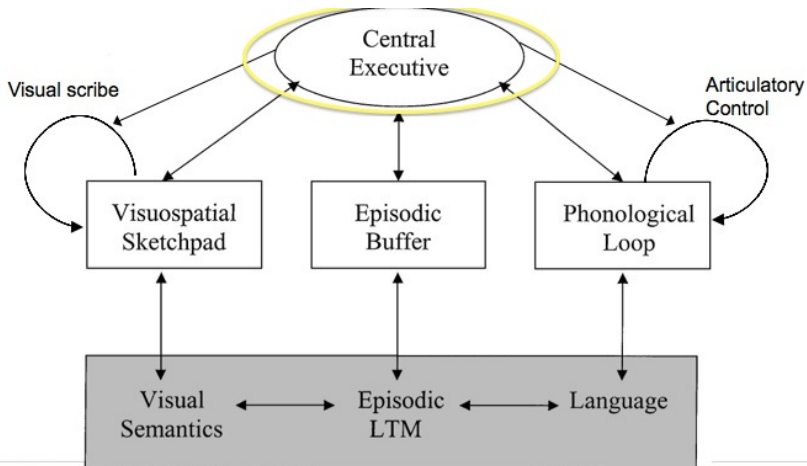 Central
Executive
Visual scribe
Articulatory
Control
Visuospatial
Sketchpad
Episodic
Buffer
Phonological
Loop
Visual
Semantics
Episodic
LTM
Language